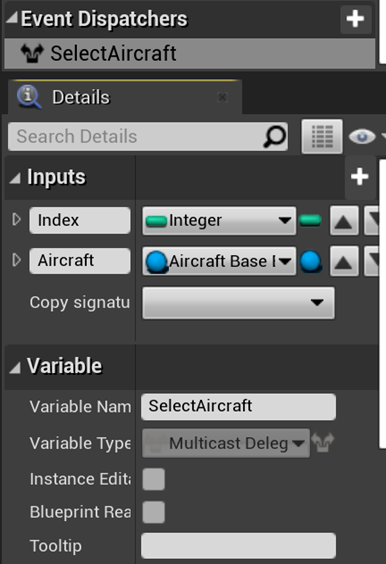 Event Dispatchers
SelectAircraft
Details
Search Details
Inputs
Index Integer
Aircraft Aircraft Base
Copy signatu
Variable
Variable Nam SelectAircraft
Variable Type Multicast Deleg
Instance Edita
Blueprint Rea
Tooltip